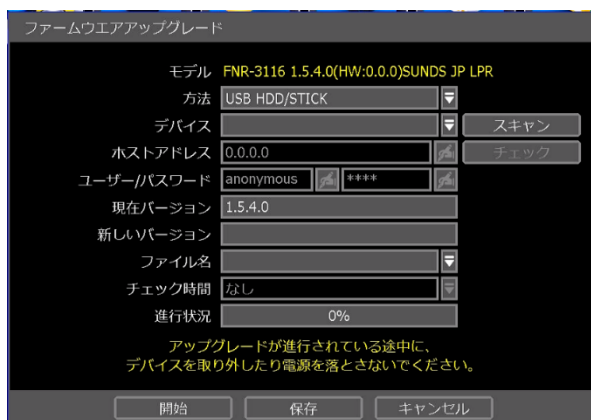 ファームウエアアップグレード
モデル FNR-3116 1.5.4.0(HW:0.0.0)SUNDS JP LPR
方法 USB HDD/STICK
デバイス スキャン
ホストアドレス 0.0.0.0 チェック
ユーザー/パスワード anonymous ****
現在バージョン 1.5.4.0
新しいバージョン
ファイル名
チェック時間 なし
進行状況 0%
アップグレードが進行されている途中に、
デバイスを取り外したり電源を落とさないでください。
開始 保存 キャンセル